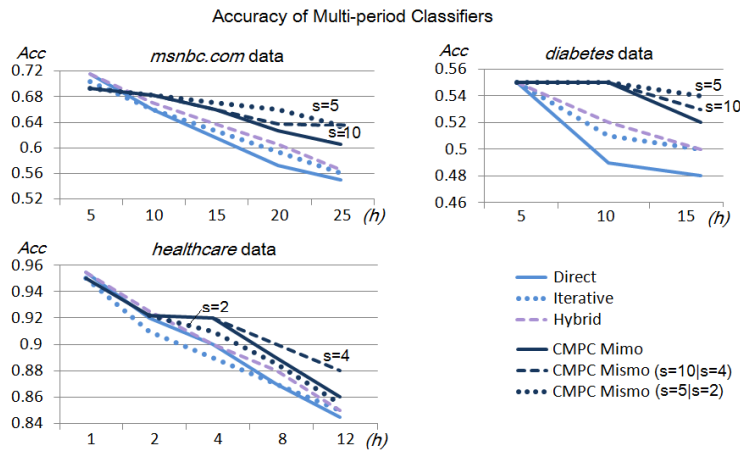 Accuracy of Multi-period Classifiers
Acc msnbc.com data
0.72
0.68
0.64
0.6
0.56
0.52
s=5
s=10
5 10 15 20 25 (h)
Acc diabetes data
0.56
0.54
0.52
0.5
0.48
0.46
s=5
s=10
5 10 15 (h)
Acc healthcare data
0.96
0.94
0.92
0.9
0.88
0.86
0.84
s=2
s=4
1 2 4 8 12 (h)
Direct
Iterative
Hybrid
CMPC Mimo
CMPC Mismo (s=10|s=4)
CMPC Mismo (s=5|s=2)